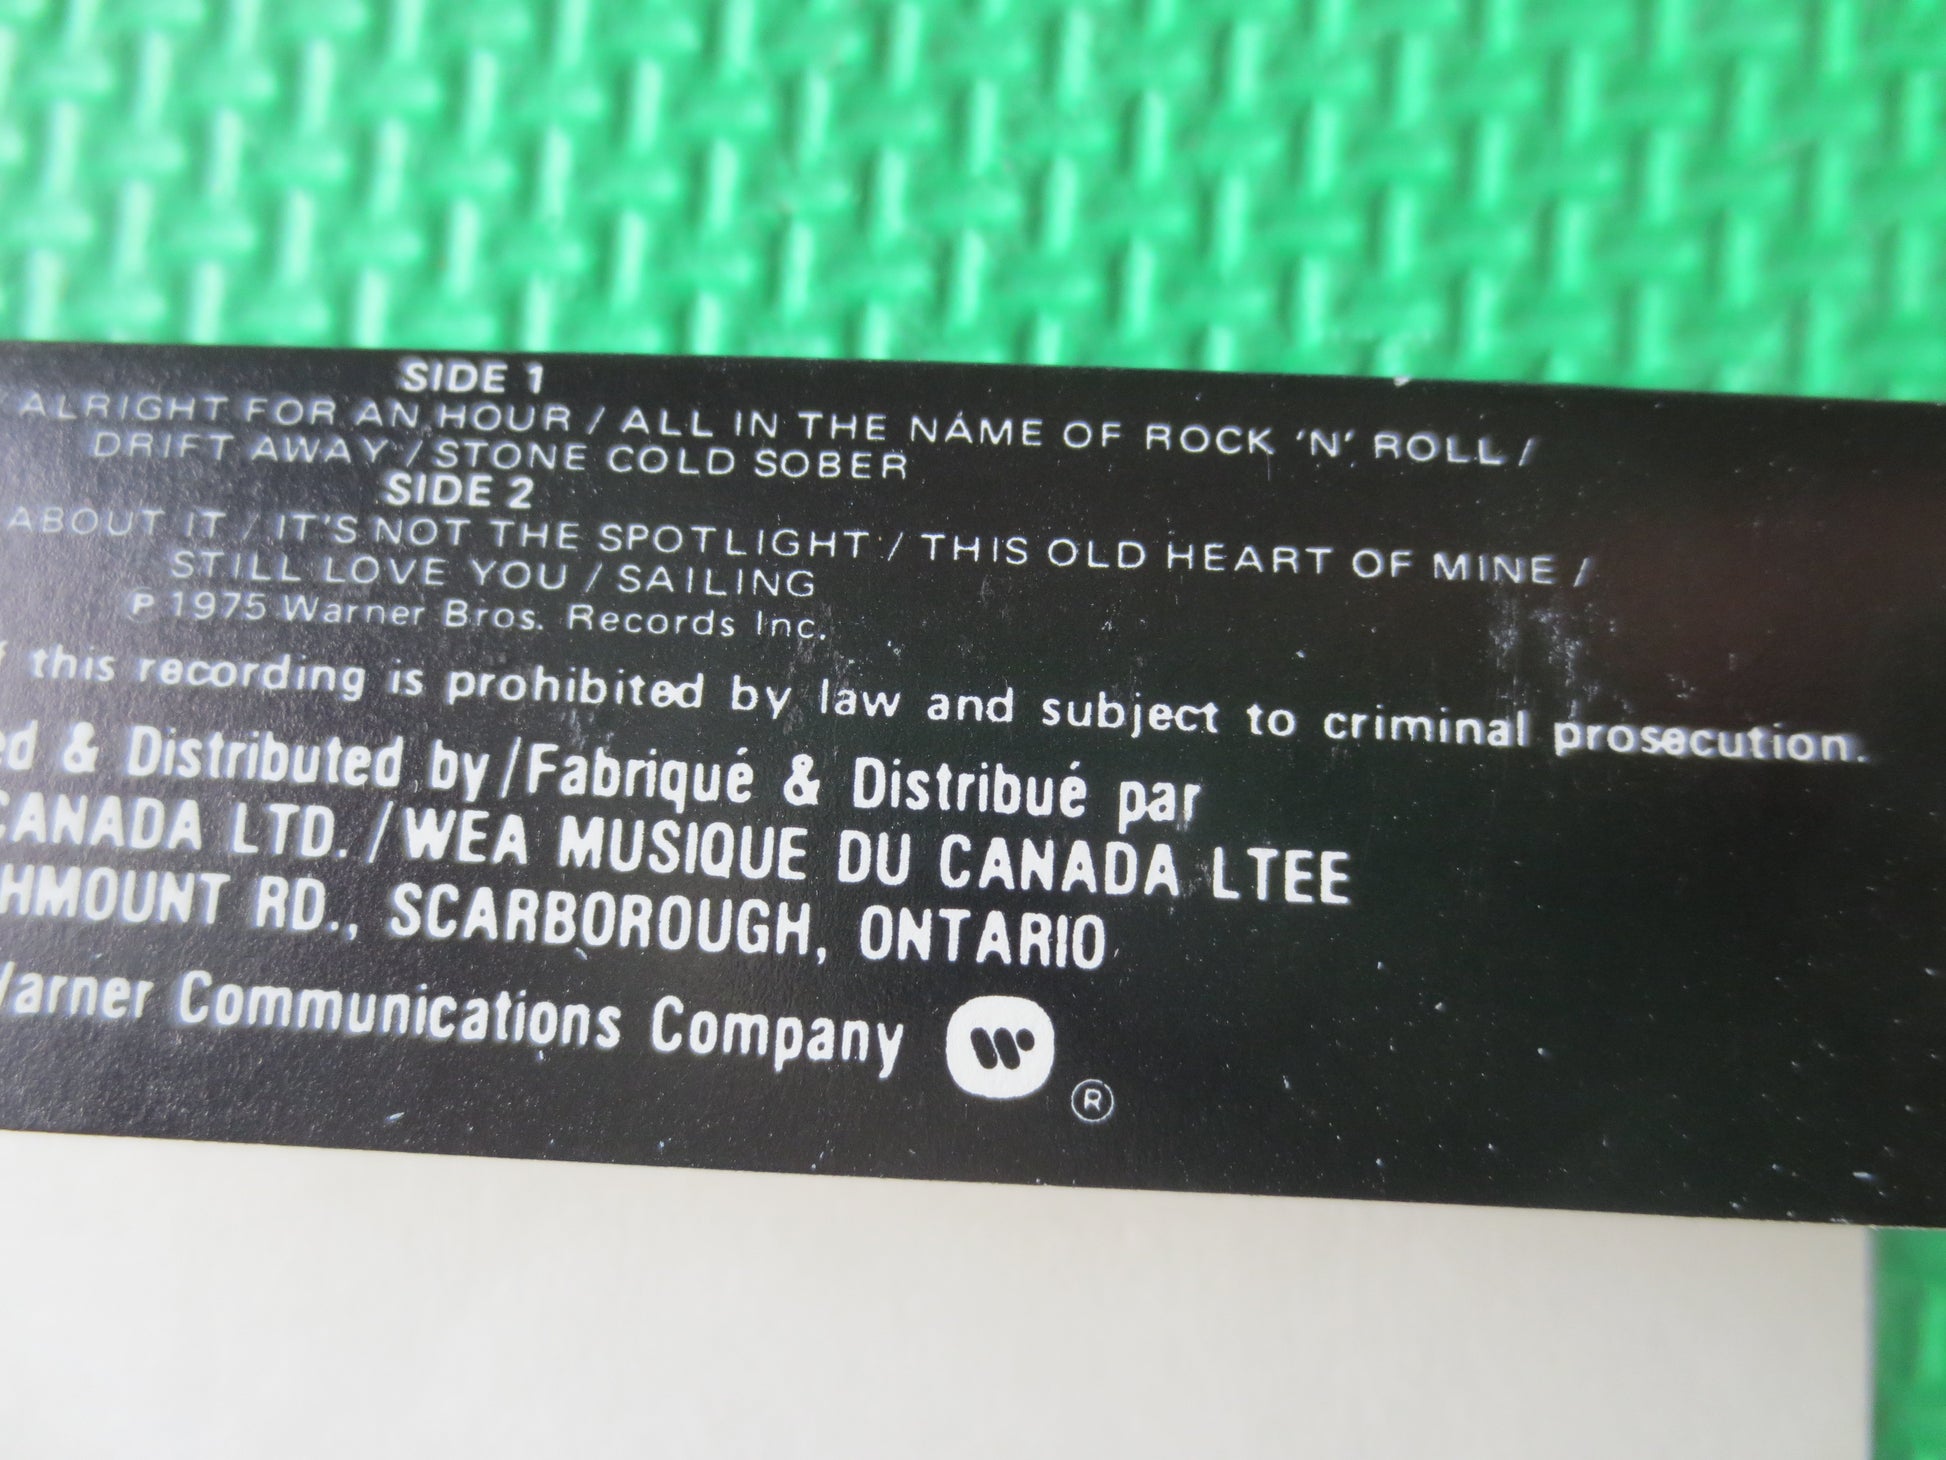 SIDE 1
ALRIGHT FOR AN HOUR / ALL IN THE NAME OF ROCK 'N' ROLL /
DRIFT AWAY / STONE COLD SOBER
SIDE 2
ABOUT IT / IT'S NOT THE SPOTLIGHT / THIS OLD HEART OF MINE /
STILL LOVE YOU / SAILING
℗ 1975 Warner Bros. Records Inc.
this recording is prohibited by law and subject to criminal prosecution.
& Distributed by/Fabriqué & Distribué par
CANADA LTD./WEA MUSIQUE DU CANADA LTEE
HMOUNT RD., SCARBOROUGH, ONTARIO
Warner Communications Company W
®